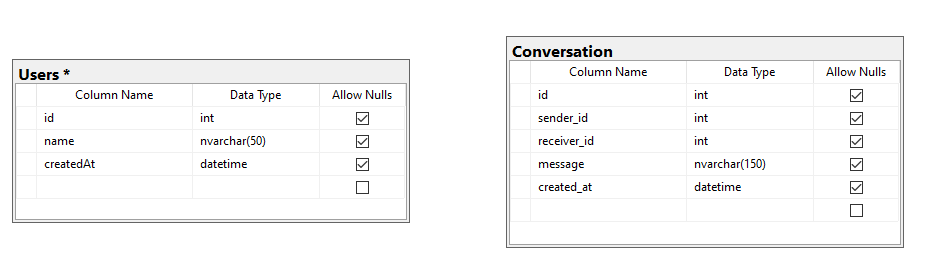 Users *
Column Name Data Type Allow Nulls
id int
name nvarchar(50)
createdAt datetime
Conversation
Column Name Data Type Allow Nulls
id int
sender_id int
receiver_id int
message nvarchar(150)
created_at datetime